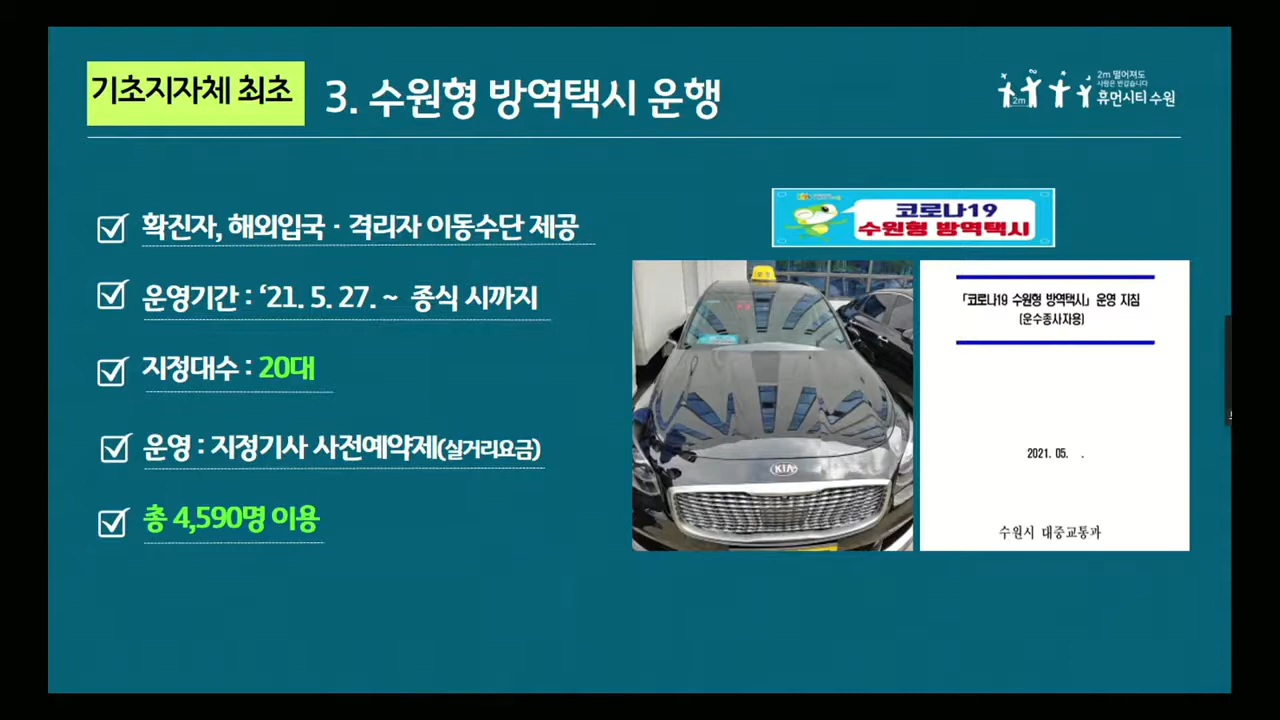 기초지자체 최초
3. 수원형 방역택시 운행
2m
2m 떨어져도
사람은 반갑습니다
휴먼시티 수원
확진자, 해외입국·격리자 이동수단 제공
운영기간 : ‘21. 5. 27. ~ 종식 시까지
지정대수 : 20대
운영 : 지정기사 사전예약제(실거리요금)
총 4,590명 이용
코로나19
수원형 방역택시
KIA
「코로나19 수원형 방역택시」 운영 지침
(운수종사자용)
2021. 05. .
수원시 대중교통과